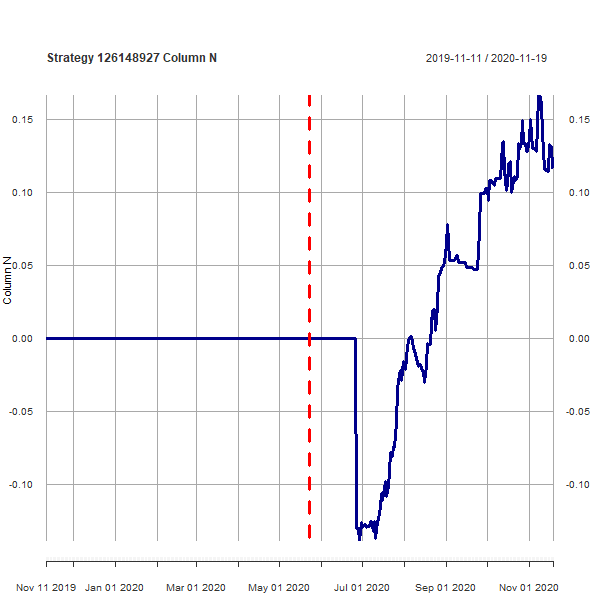 Strategy 126148927 Column N
2019-11-11 / 2020-11-19
0.15
0.15
0.10
0.10
0.05
0.05
Column N
0.00
0.00
-0.05
-0.05
-0.10
-0.10
Nov 11 2019
Jan 01 2020
Mar 01 2020
May 01 2020
Jul 01 2020
Sep 01 2020
Nov 01 2020